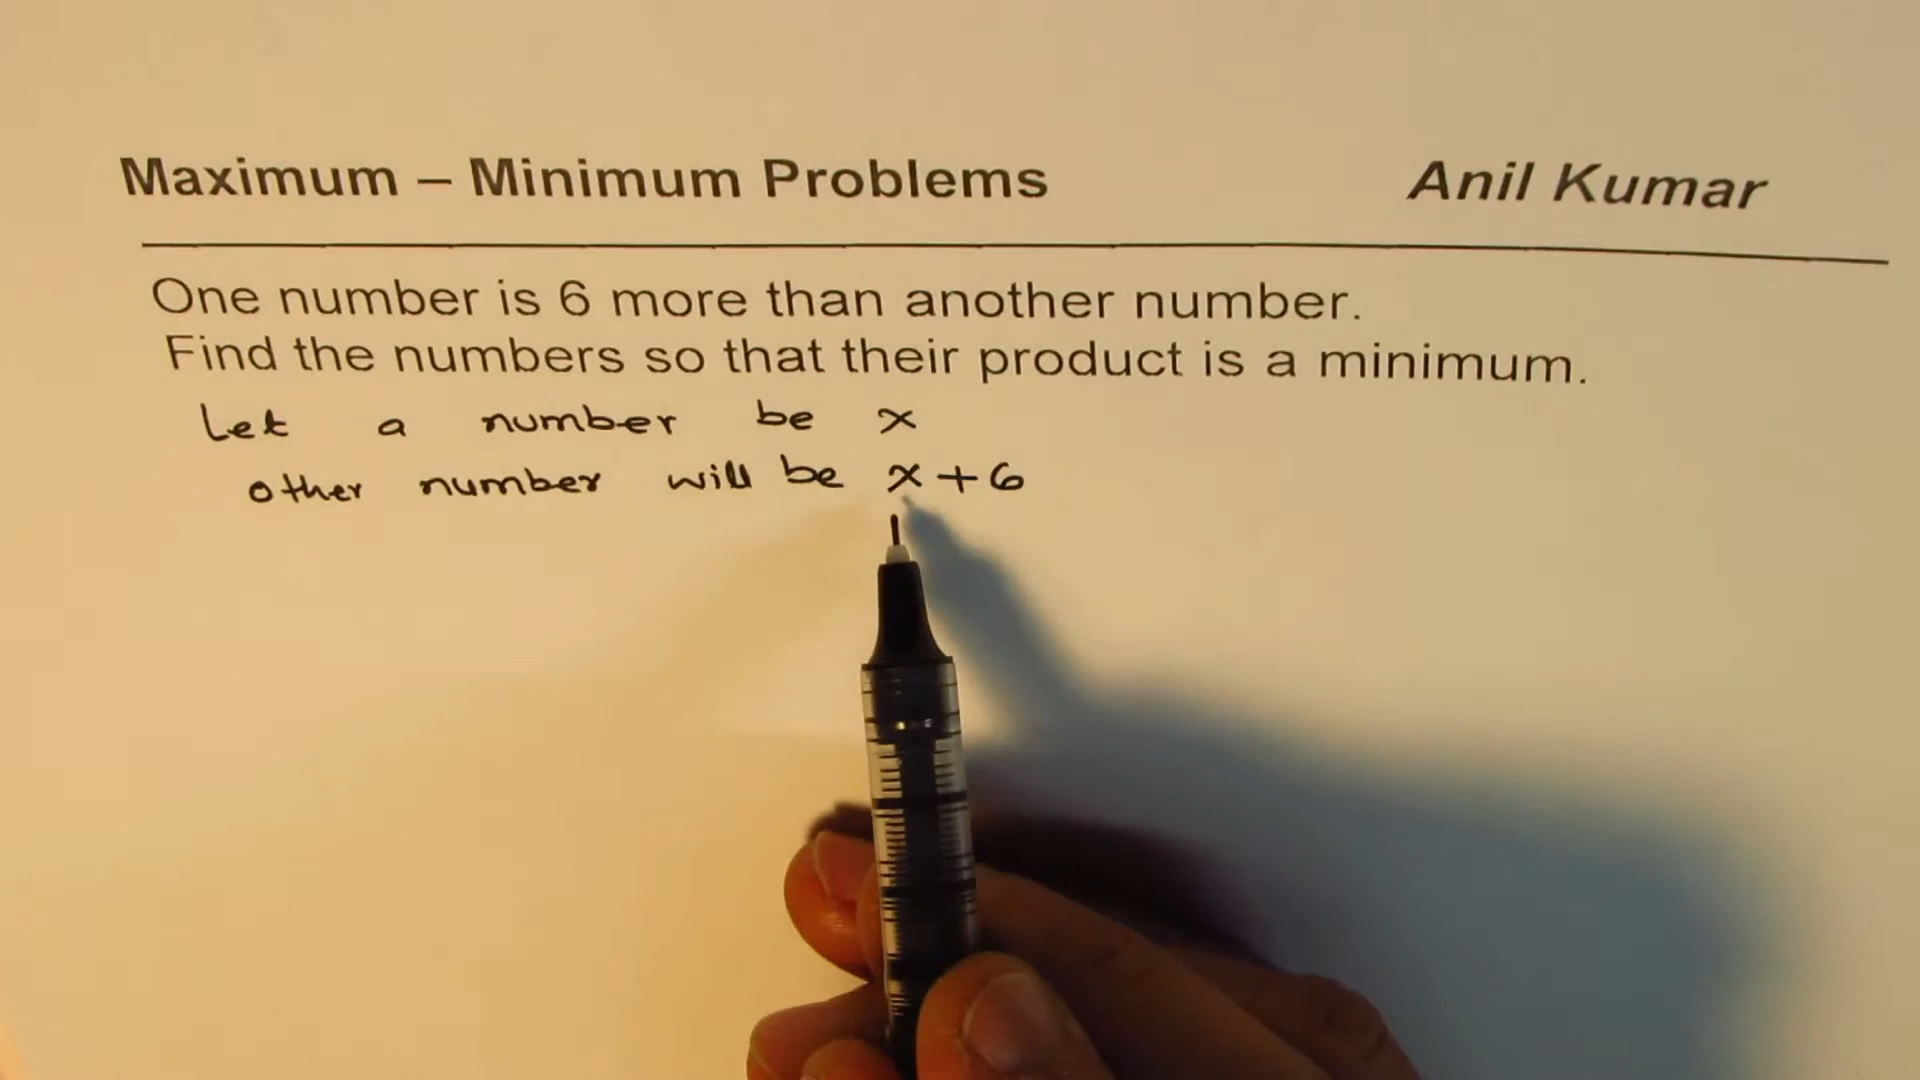 Maximum – Minimum Problems Anil Kumar
One number is 6 more than another number.
Find the numbers so that their product is a minimum.
Let a number be x
other number will be x + 6